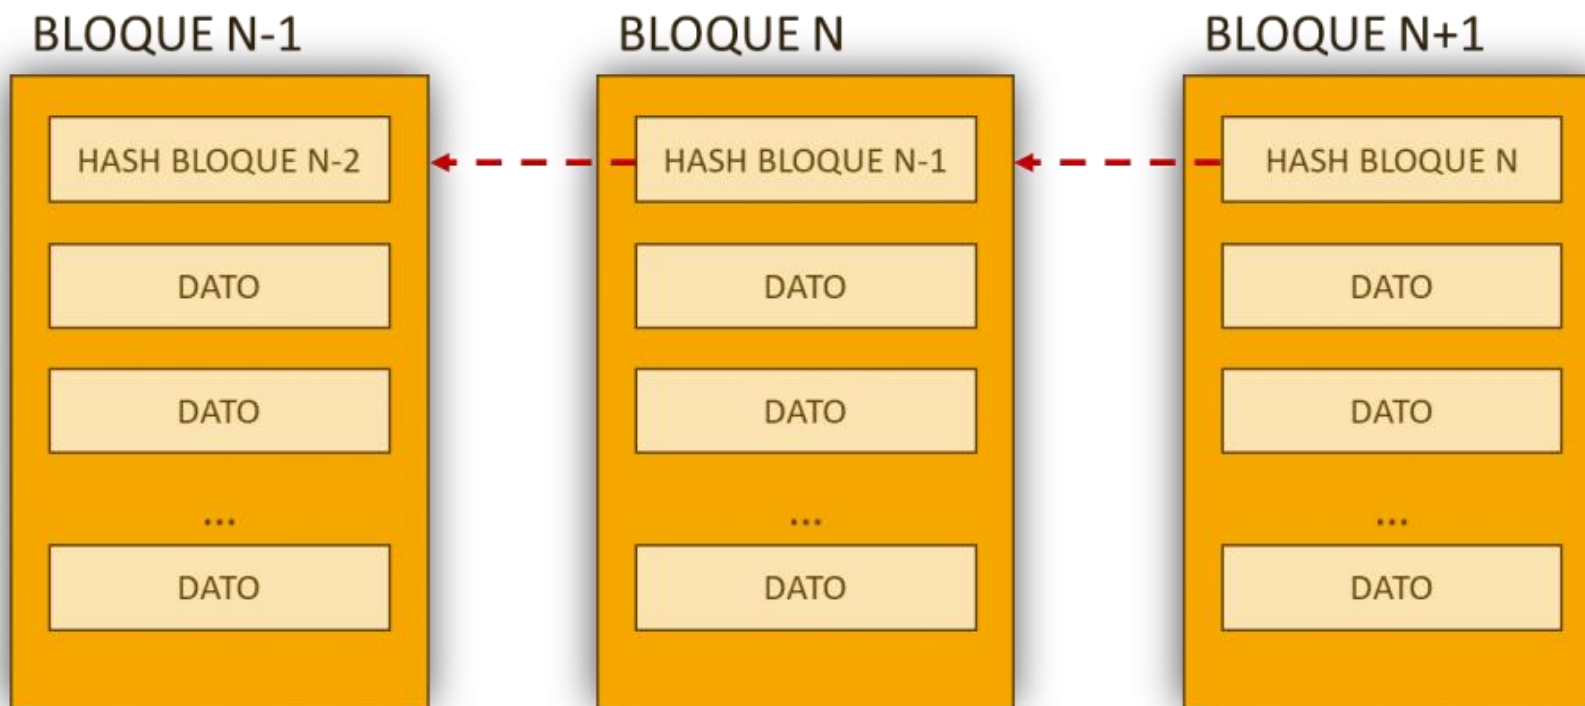 BLOQUE N-1
HASH BLOQUE N-2
DATO
DATO
...
DATO
BLOQUE N
HASH BLOQUE N-1
DATO
DATO
...
DATO
BLOQUE N+1
HASH BLOQUE N
DATO
DATO
...
DATO